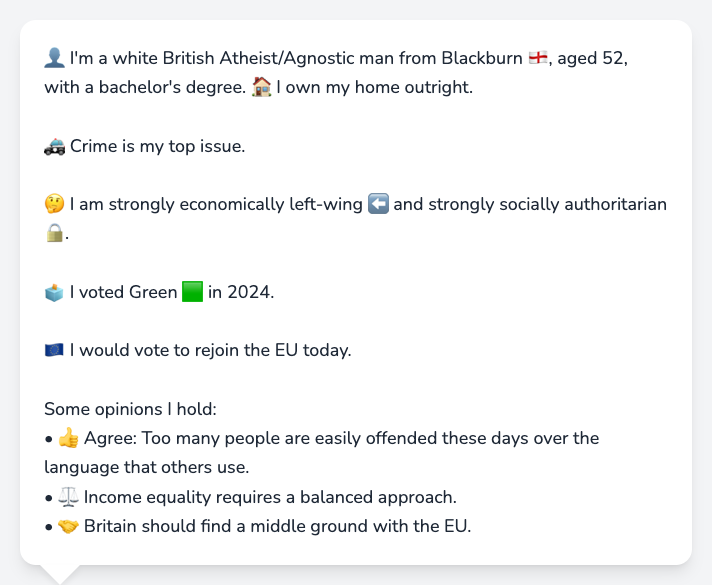 👤 I'm a white British Atheist/Agnostic man from Blackburn 🏴󠁧󠁢󠁥󠁮󠁧󠁿, aged 52,
with a bachelor's degree. 🏠 I own my home outright.
🚓 Crime is my top issue.
🤔 I am strongly economically left-wing ⬅️ and strongly socially authoritarian
🔒.
🗳️ I voted Green 🟩 in 2024.
🇪🇺 I would vote to rejoin the EU today.
Some opinions I hold:
• 👍 Agree: Too many people are easily offended these days over the
language that others use.
• ⚖️ Income equality requires a balanced approach.
• 🤝 Britain should find a middle ground with the EU.